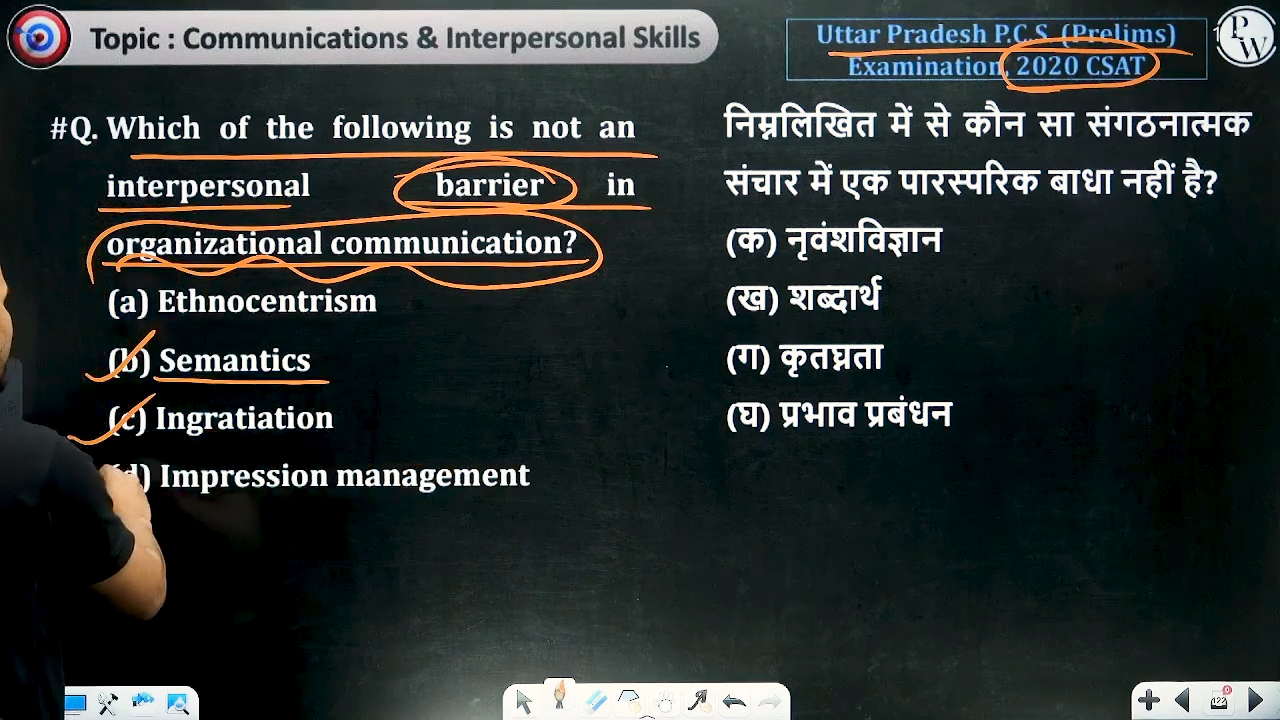 Topic : Communications & Interpersonal Skills
Uttar Pradesh P.C.S. (Prelims)
Examination, 2020 CSAT
P
W
#Q. Which of the following is not an
interpersonal barrier in
organizational communication?
(a) Ethnocentrism
(b) Semantics
(c) Ingratiation
(d) Impression management
निम्नलिखित में से कौन सा संगठनात्मक
संचार में एक पारस्परिक बाधा नहीं है?
(क) नृवंशविज्ञान
(ख) शब्दार्थ
(ग) कृतघ्नता
(घ) प्रभाव प्रबंधन